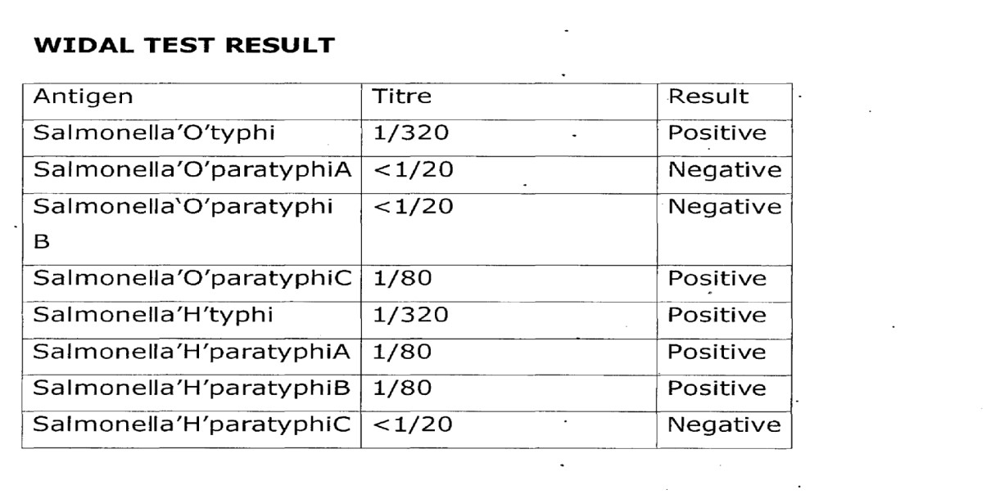 WIDAL TEST RESULT
Antigen Titre Result
Salmonella'O'typhi 1/320 Positive
Salmonella'O'paratyphiA <1/20 Negative
Salmonella‵O'paratyphi <1/20 Negative
B
Salmonella'O'paratyphiC 1/80 Positive
Salmonella'H'typhi 1/320 Positive
Salmonella'H'paratyphiA 1/80 Positive
Salmonella'H'paratyphiB 1/80 Positive
Salmonella'H'paratyphiC <1/20 Negative